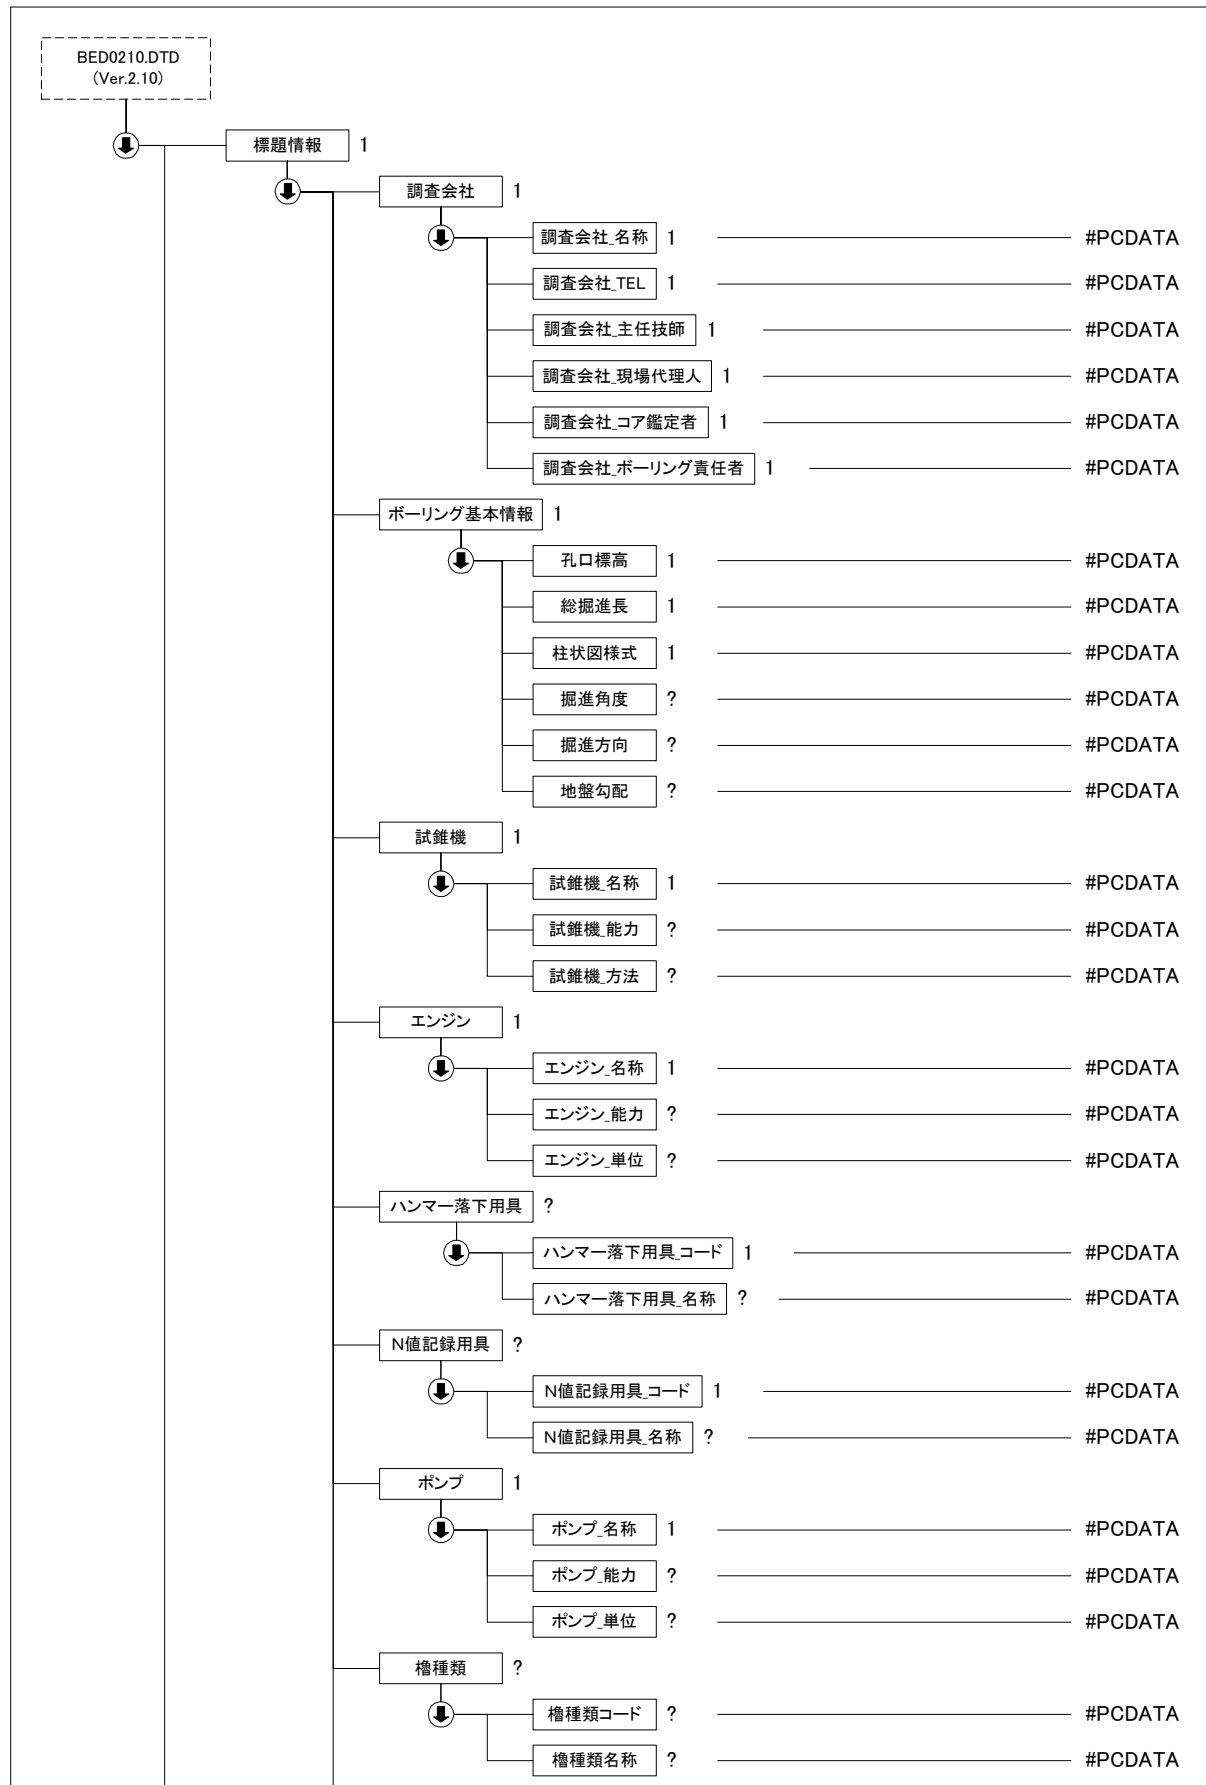 BED0210.DTD
(Ver.2.10)
標題情報 1
調査会社 1
調査会社_名称 1 #PCDATA
調査会社_TEL 1 #PCDATA
調査会社_主任技師 1 #PCDATA
調査会社_現場代理人 1 #PCDATA
調査会社_コア鑑定者 1 #PCDATA
調査会社_ボーリング責任者 1 #PCDATA
ボーリング基本情報 1
孔口標高 1 #PCDATA
総掘進長 1 #PCDATA
柱状図様式 1 #PCDATA
掘進角度 ? #PCDATA
掘進方向 ? #PCDATA
地盤勾配 ? #PCDATA
試錐機 1
試錐機_名称 1 #PCDATA
試錐機_能力 ? #PCDATA
試錐機_方法 ? #PCDATA
エンジン 1
エンジン_名称 1 #PCDATA
エンジン_能力 ? #PCDATA
エンジン_単位 ? #PCDATA
ハンマー落下用具 ?
ハンマー落下用具_コード 1 #PCDATA
ハンマー落下用具_名称 ? #PCDATA
N値記録用具 ?
N値記録用具_コード 1 #PCDATA
N値記録用具_名称 ? #PCDATA
ポンプ 1
ポンプ_名称 1 #PCDATA
ポンプ_能力 ? #PCDATA
ポンプ_単位 ? #PCDATA
櫓種類 ?
櫓種類コード ? #PCDATA
櫓種類名称 ? #PCDATA